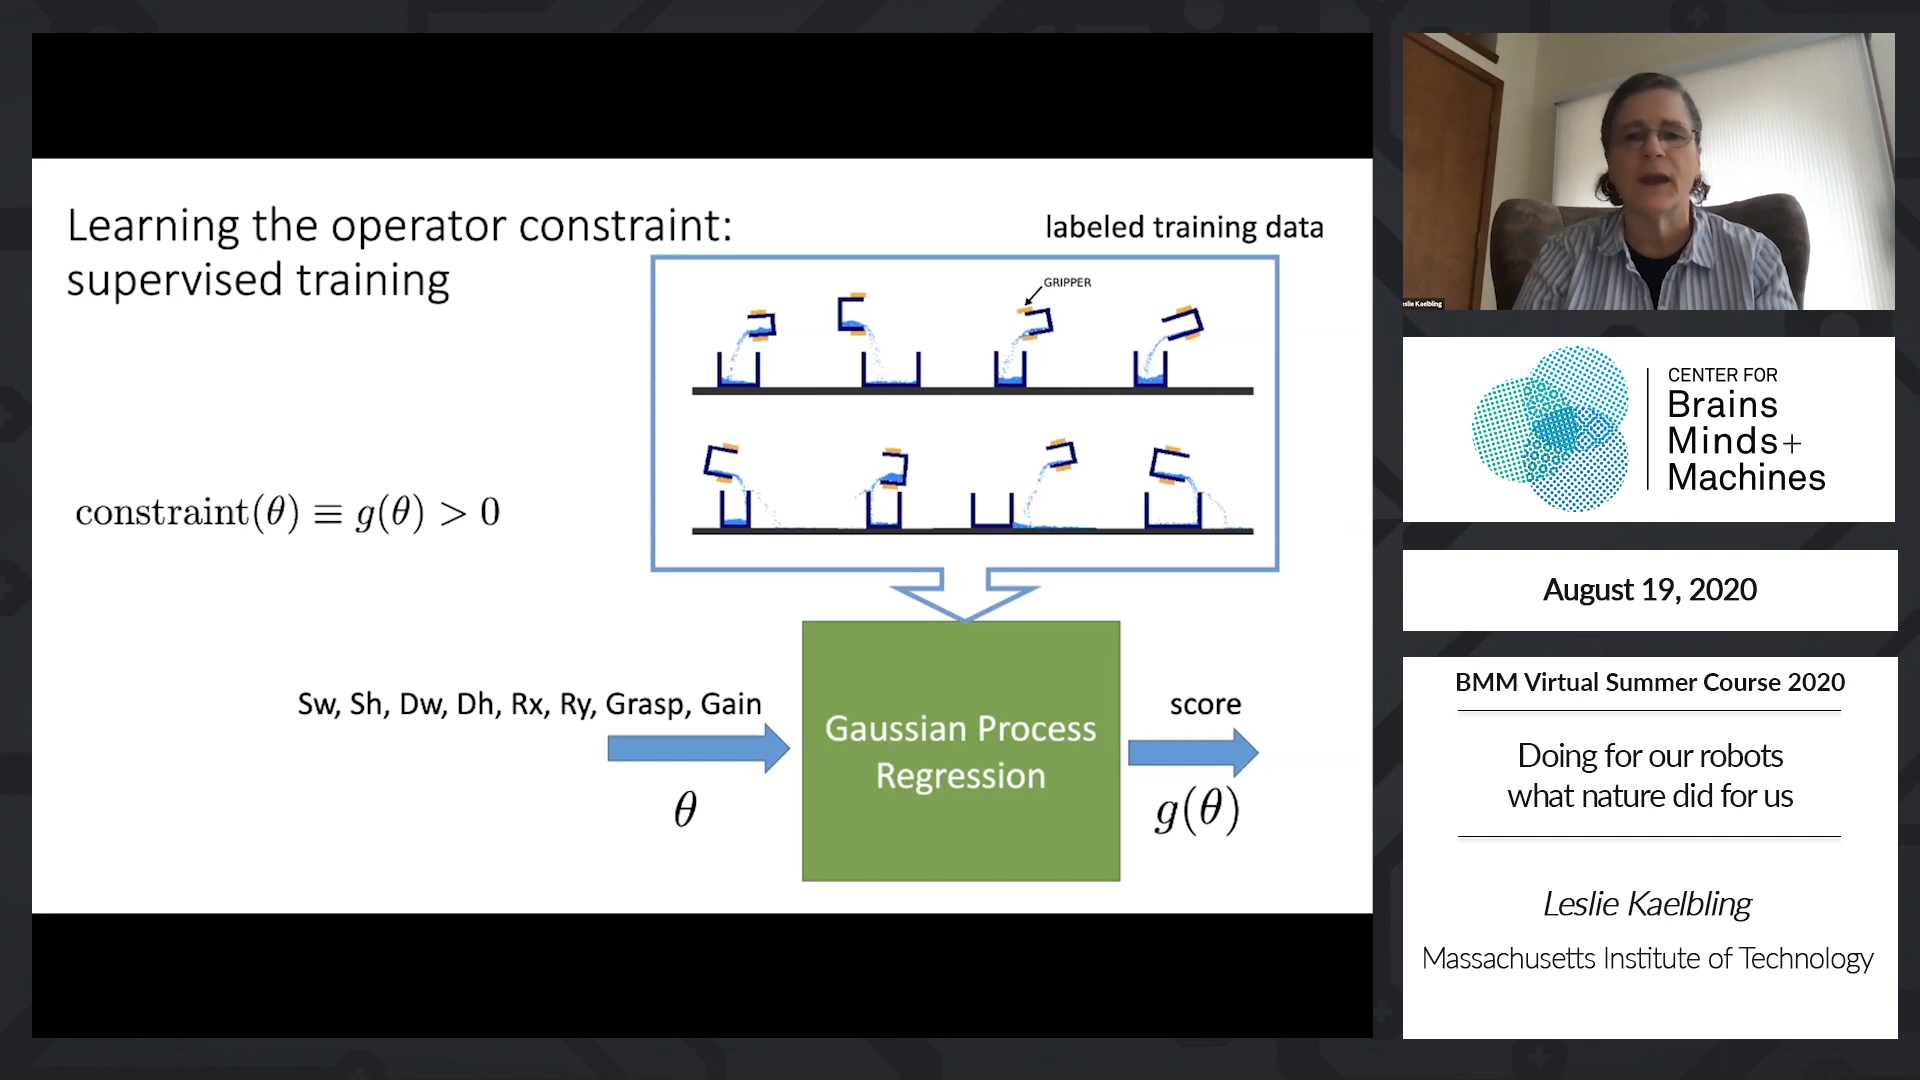 Learning the operator constraint:
supervised training
labeled training data
GRIPPER
constraint(θ) ≡ g(θ) > 0
Sw, Sh, Dw, Dh, Rx, Ry, Grasp, Gain
θ
Gaussian Process
Regression
score
g(θ)
Leslie Kaelbling
CENTER FOR
Brains
Minds+
Machines
August 19, 2020
BMM Virtual Summer Course 2020
Doing for our robots
what nature did for us
Leslie Kaelbling
Massachusetts Institute of Technology